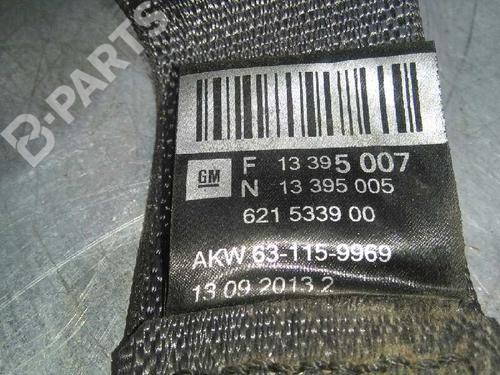 B-PARTS
GM
F 13 395 007
N 13 395 005
621 5339 00
AKW 63-115-9969
13 09 2013 2